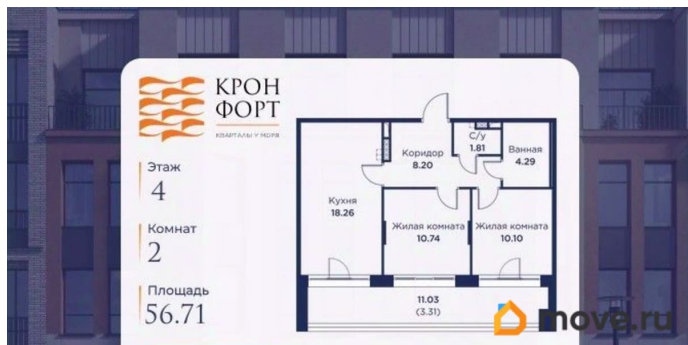 КРОН
ФОРТ
КВАРТАЛЫ У МОРЯ
Этаж
4
Комнат
2
Площадь
56.71
С/у
1.81
Коридор
8.20
Ванная
4.29
Кухня
18.26
Жилая комната
10.74
Жилая комната
10.10
11.03
(3.31)
move.ru